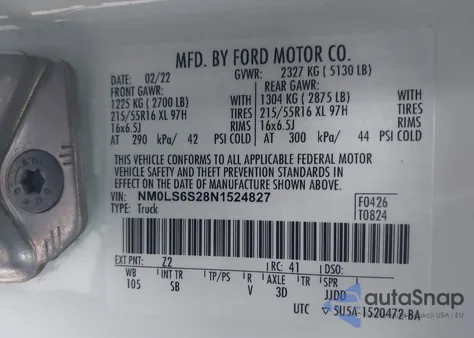 MFD. BY FORD MOTOR CO.
DATE: 02/22 GVWR: 2327 KG ( 5130 LB)
FRONT GAWR: REAR GAWR:
1225 KG ( 2700 LB) WITH 1304 KG ( 2875 LB) WITH
215/55R16 XL 97H TIRES 215/55R16 XL 97H TIRES
16x6.5J RIMS 16x6.5J RIMS
AT 290 kPa/ 42 PSI COLD AT 300 kPa/ 44 PSI COLD
THIS VEHICLE CONFORMS TO ALL APPLICABLE FEDERAL MOTOR
VEHICLE SAFETY AND THEFT PREVENTION STANDARDS IN EFFECT ON THE
DATE OF MANUFACTURE SHOWN ABOVE.
VIN: NM0LS6S28N1524827 F0426
TYPE: Truck T0824
EXT PNT: Z2 RC: 41 DSO:
WB INT TR TP/PS R AXLE TR SPR
105 SB V 3D JJDD
UTC 5U5A-1520472-BA
autoSnap